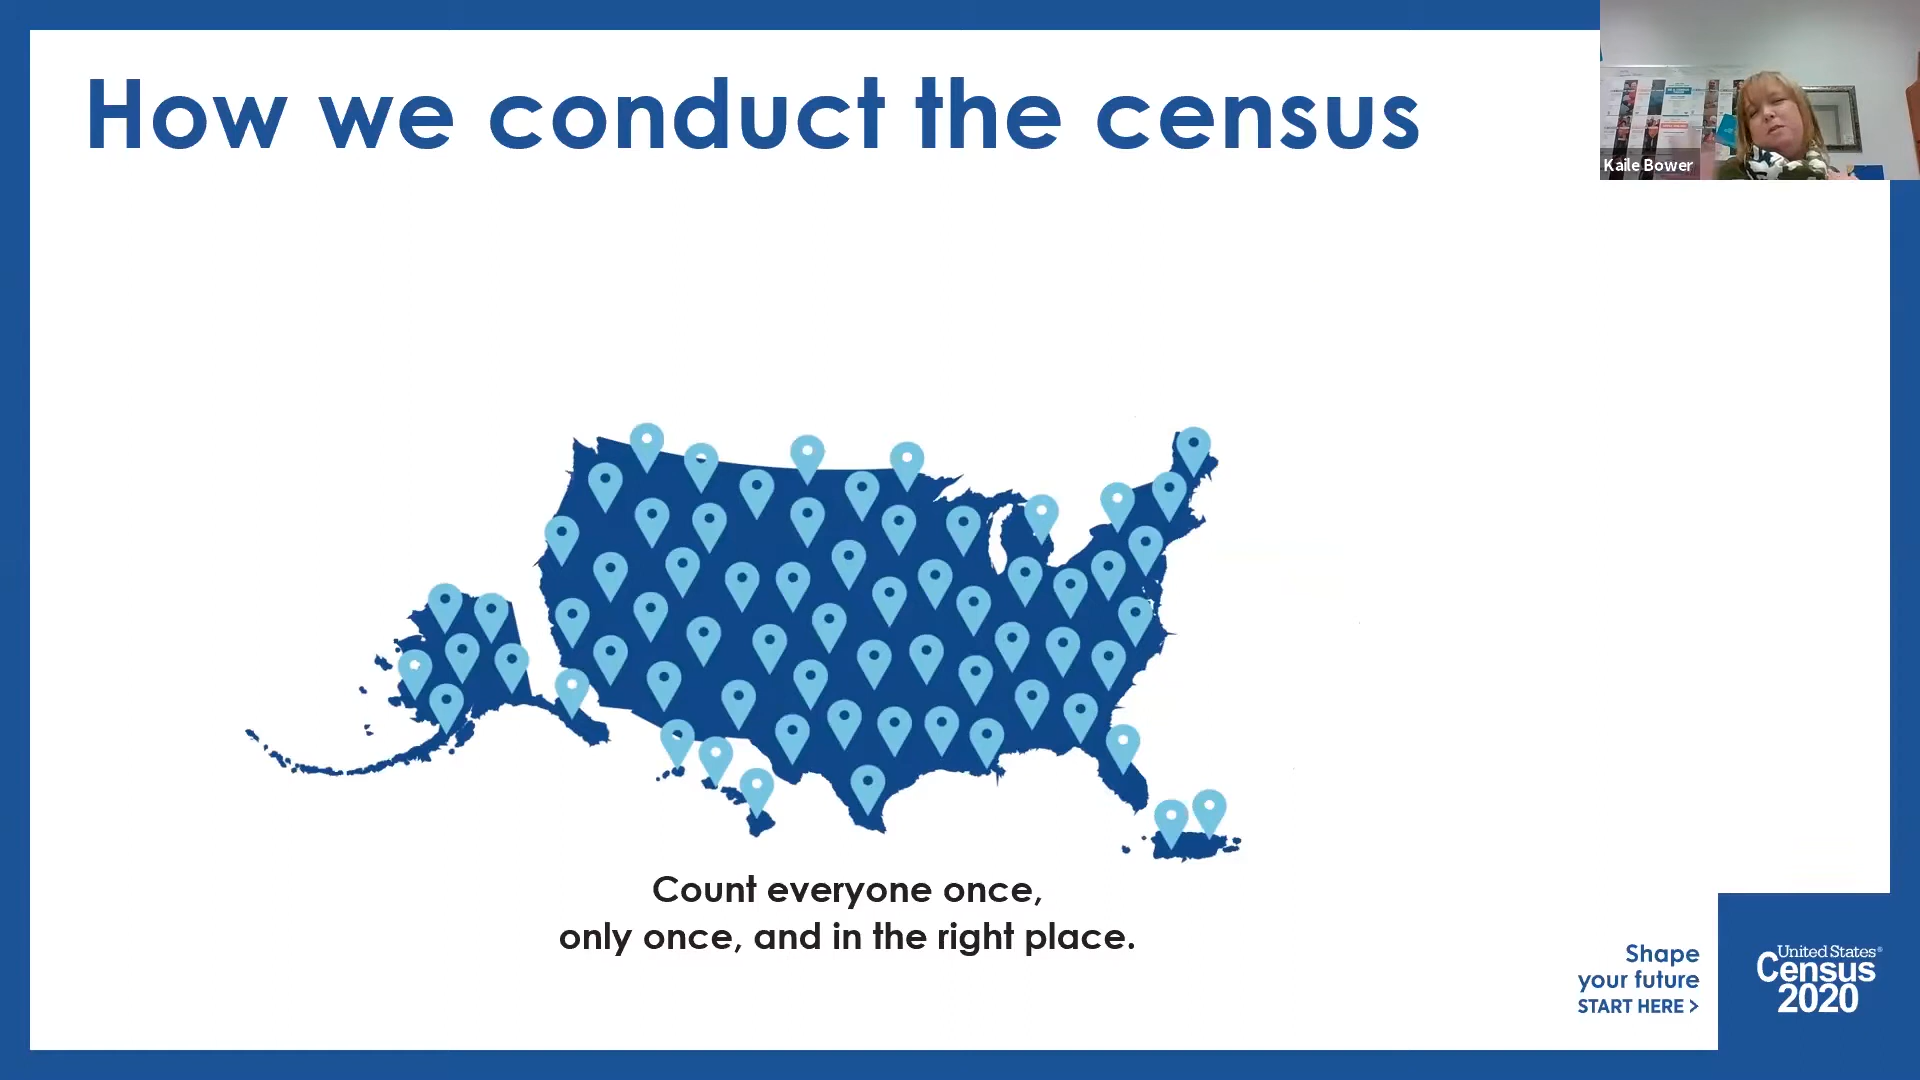 How we conduct the census
Kaile Bower
Count everyone once,
only once, and in the right place.
Shape
your future
START HERE >
United States®
Census
2020